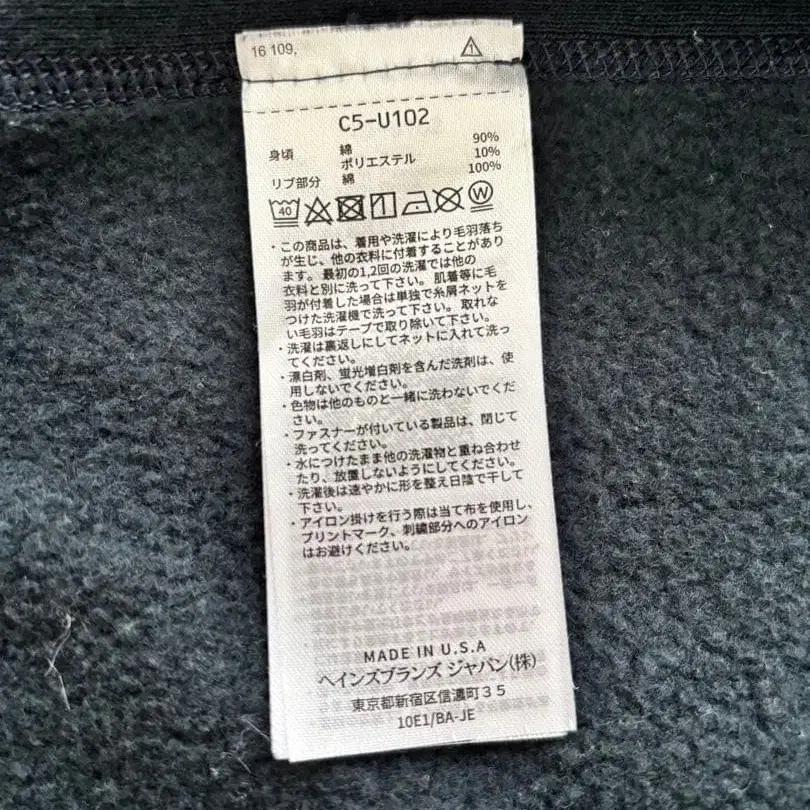 16 109,
1
C5-U102
身頃 綿 90%
ポリエステル 10%
リブ部分 綿 100%
40 W
・この商品は、着用や洗濯により毛羽落ち
が生じ、他の衣料に付着することがあり
ます。最初の1,2回の洗濯では他の
衣料と別に洗って下さい。肌着等に毛
羽が付着した場合は単独で糸屑ネットを
つけた洗濯機で洗って下さい。取れな
い毛羽はテープで取り除いて下さい。
・洗濯は裏返しにしてネットに入れて洗っ
てください。
・漂白剤、蛍光増白剤を含んだ洗剤は、使
用しないでください。
・色物は他のものと一緒に洗わないでくだ
さい。
・ファスナーが付いている製品は、閉じて
洗ってください。
・水につけたまま他の洗濯物と重ね合わせ
たり、放置しないようにしてください。
・洗濯後は速やかに形を整え日陰で干して
下さい。
・アイロン掛けを行う際は当て布を使用し、
プリントマーク、刺繍部分へのアイロン
はお避けください。
MADE IN U.S.A
ヘインズブランズ ジャパン(株)
東京都新宿区信濃町35
10E1/BA-JE